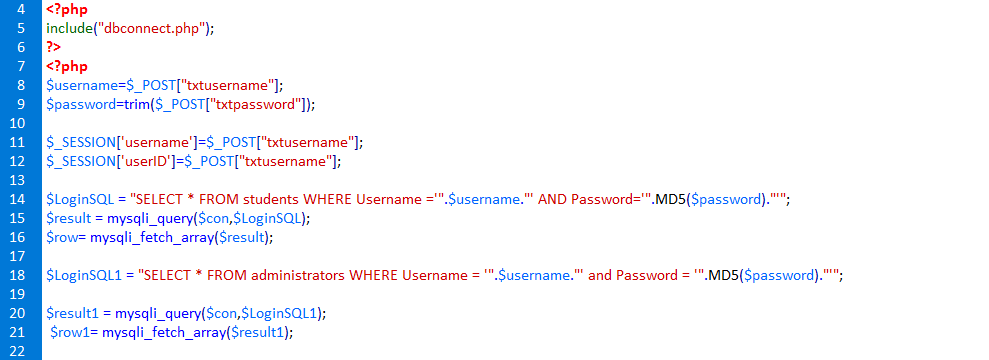 4 <?php
5 include("dbconnect.php");
6 ?>
7 <?php
8 $username=$_POST["txtusername"];
9 $password=trim($_POST["txtpassword"]);
10
11 $_SESSION['username']=$_POST["txtusername"];
12 $_SESSION['userID']=$_POST["txtusername"];
13
14 $LoginSQL = "SELECT * FROM students WHERE Username ='".$username."' AND Password='".MD5($password)."'";
15 $result = mysqli_query($con,$LoginSQL);
16 $row= mysqli_fetch_array($result);
17
18 $LoginSQL1 = "SELECT * FROM administrators WHERE Username = '".$username."' and Password = '".MD5($password)."'";
19
20 $result1 = mysqli_query($con,$LoginSQL1);
21 $row1= mysqli_fetch_array($result1);
22